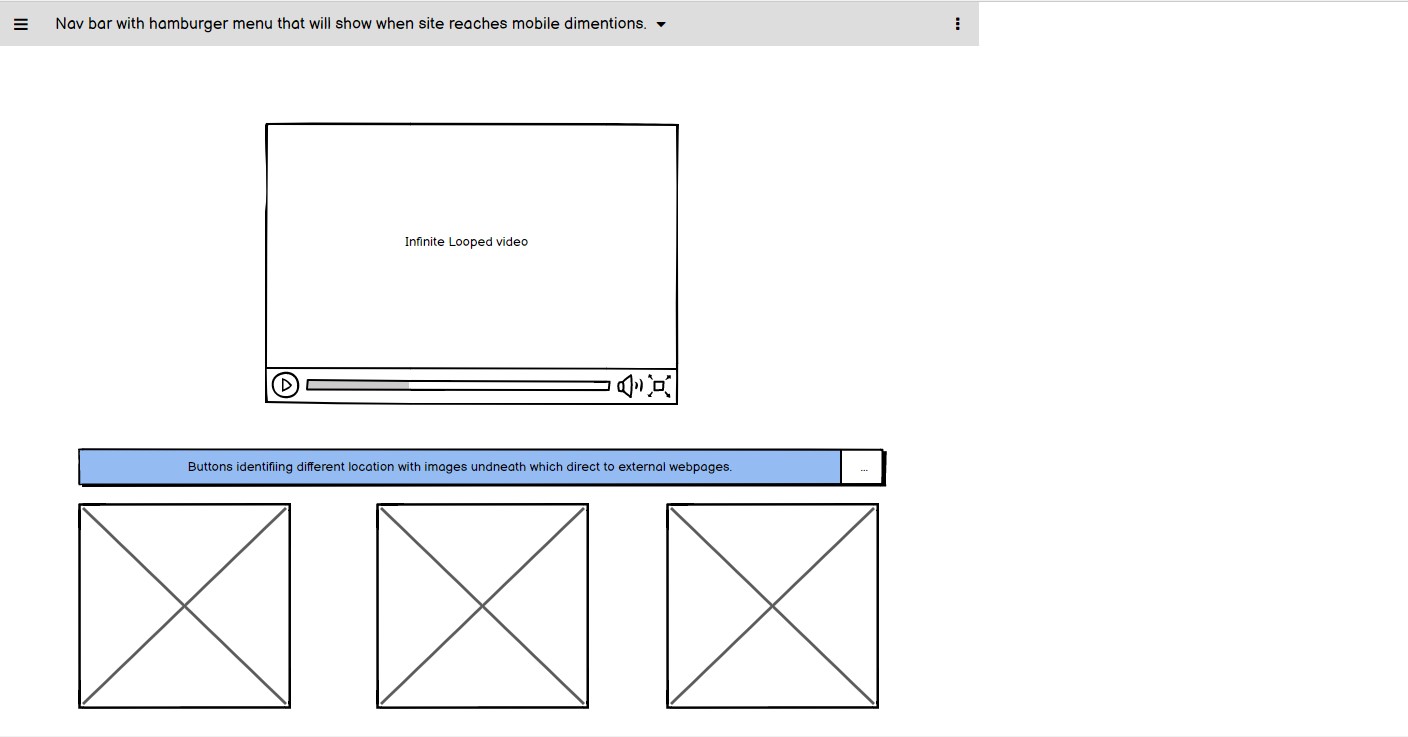 Nav bar with hamburger menu that will show when site reaches mobile dimentions.
Infinite Looped video
Buttons identifiing different location with images undneath which direct to external webpages.
...